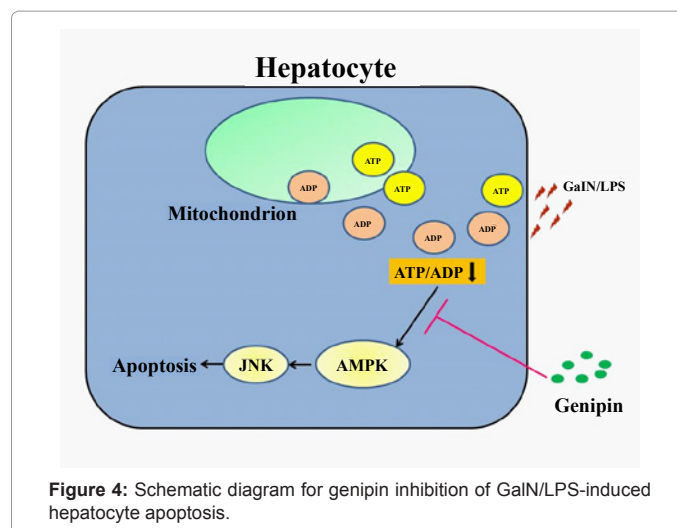 Hepatocyte
ATP
ADP
ATP
ATP
GalN/LPS
Mitochondrion
ADP
ADP
ADP
ATP/ADP ⬇
Apoptosis
JNK
AMPK
Genipin
Figure 4: Schematic diagram for genipin inhibition of GalN/LPS-induced
hepatocyte apoptosis.